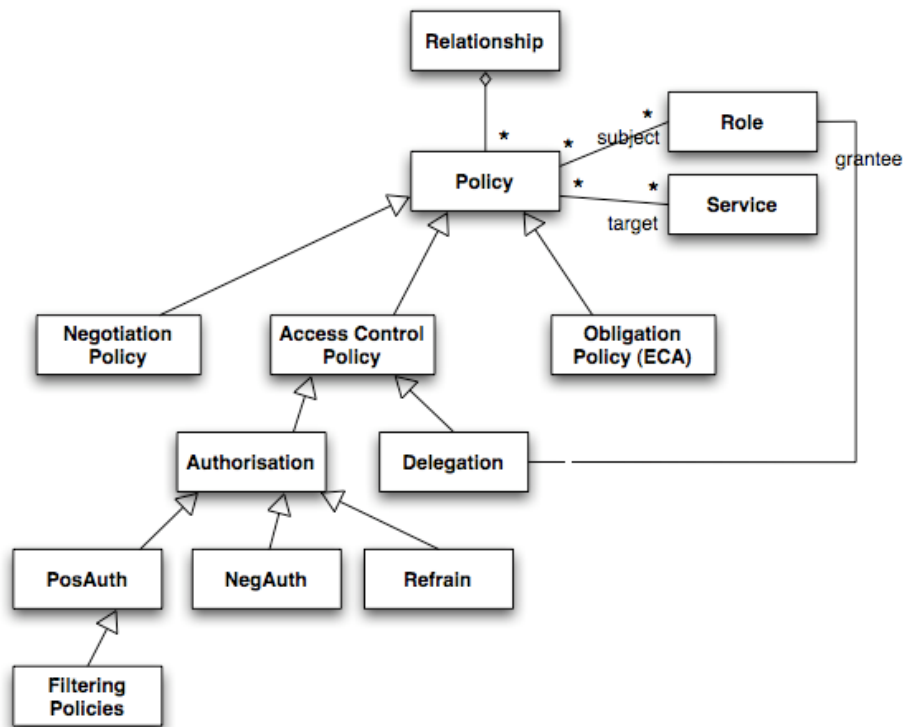 Relationship
*
*
*
subject
Role
grantee
Policy
*
*
target
Service
Negotiation
Policy
Access Control
Policy
Obligation
Policy (ECA)
Authorisation
Delegation
PosAuth
NegAuth
Refrain
Filtering
Policies